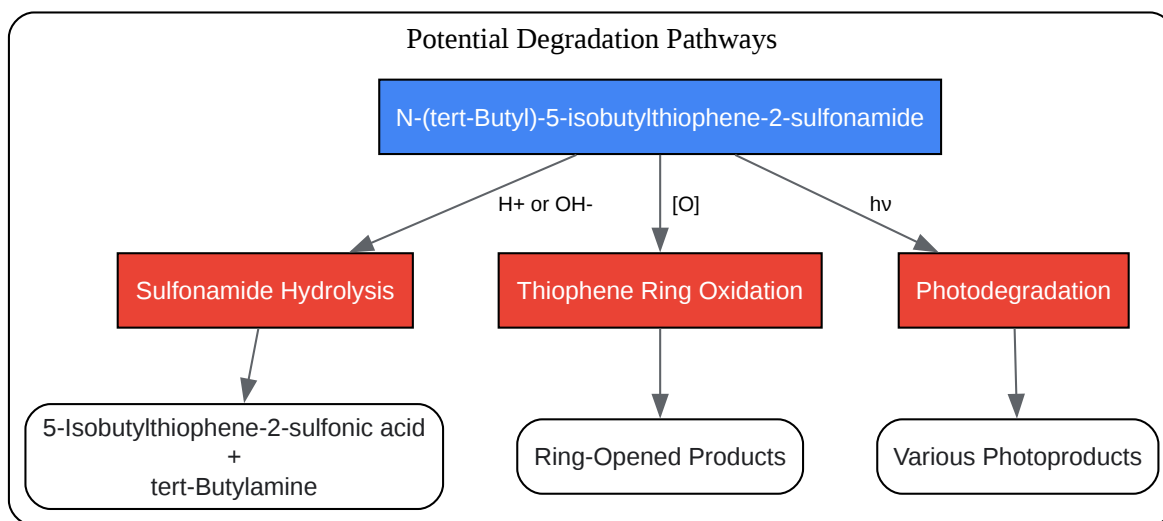 Potential Degradation Pathways
N-(tert-Butyl)-5-isobutylthiophene-2-sulfonamide
H+ or OH-
[O]
hν
Sulfonamide Hydrolysis
Thiophene Ring Oxidation
Photodegradation
5-Isobutylthiophene-2-sulfonic acid
+
tert-Butylamine
Ring-Opened Products
Various Photoproducts